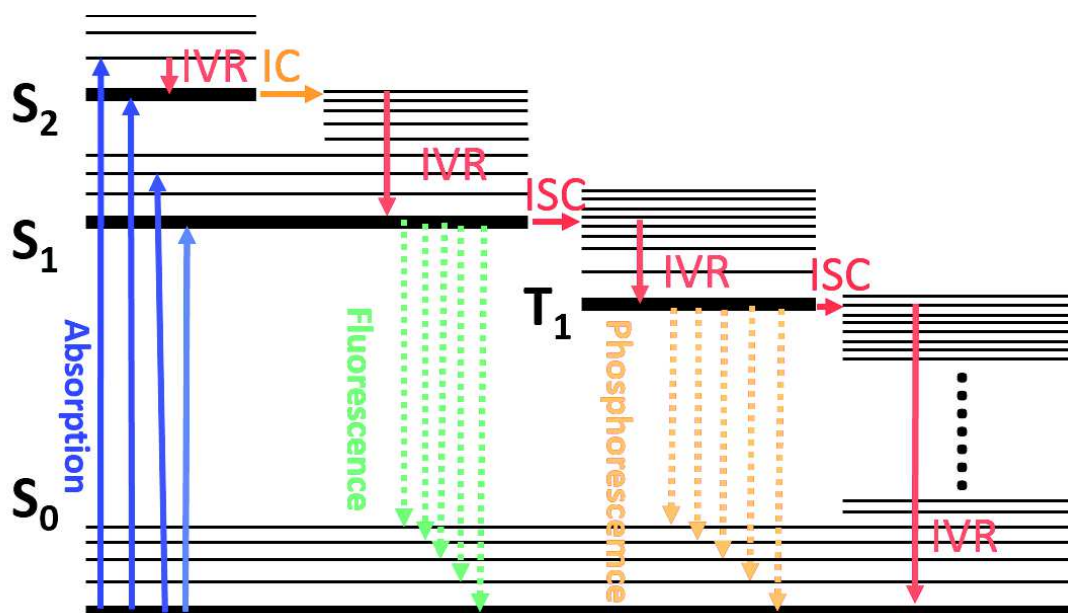 IVR
IC
S2
IVR
ISC
S1
IVR
ISC
T1
Absorption
Fluorescence
Phosphorescence
S0
IVR